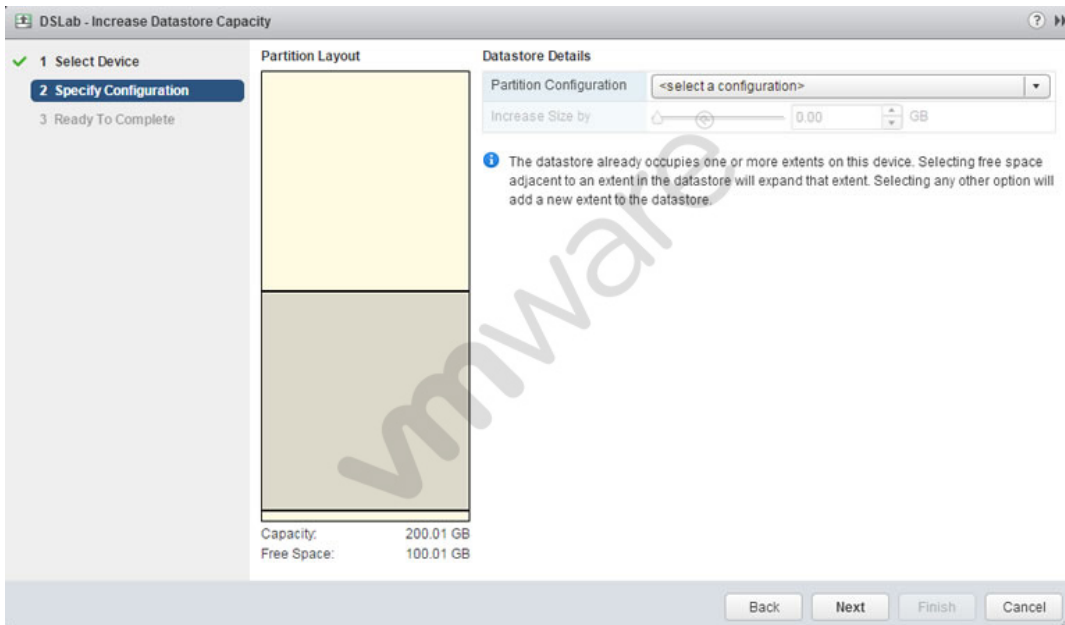 DSLab - Increase Datastore Capacity
?
1 Select Device
2 Specify Configuration
3 Ready To Complete
Partition Layout
Capacity: 200.01 GB
Free Space: 100.01 GB
Datastore Details
Partition Configuration <select a configuration>
Increase Size by 0.00 GB
The datastore already occupies one or more extents on this device. Selecting free space
adjacent to an extent in the datastore will expand that extent. Selecting any other option will
add a new extent to the datastore.
vmware
Back Next Finish Cancel